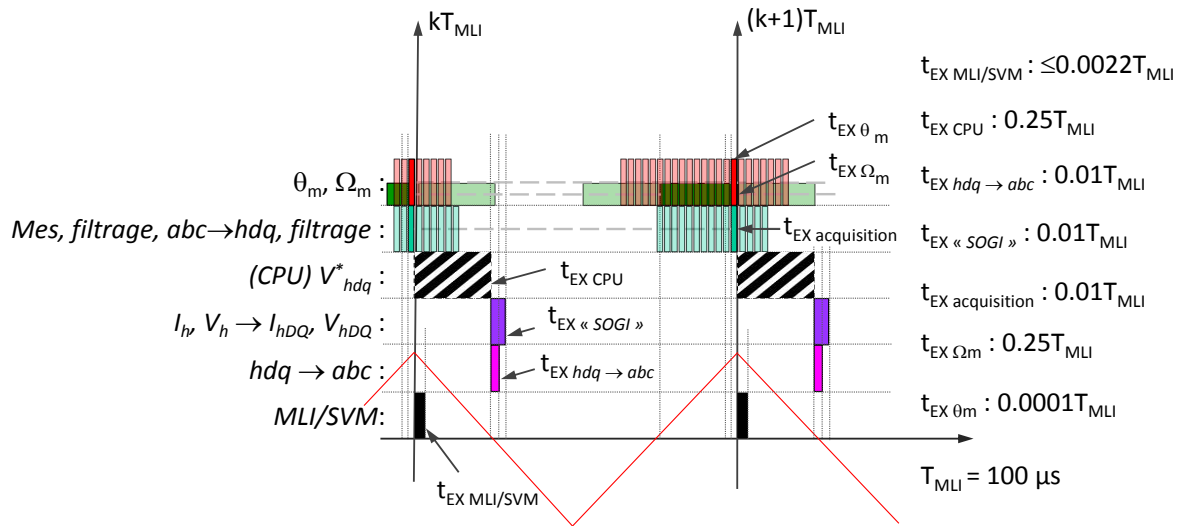 kT_MLI
(k+1)T_MLI
t_EX MLI/SVM : ≤0.0022T_MLI
t_EX θ m
t_EX CPU : 0.25T_MLI
t_EX Ω_m
θ_m, Ω_m :
t_EX hdq → abc : 0.01T_MLI
Mes, filtrage, abc→hdq, filtrage :
t_EX acquisition
t_EX « SOGI » : 0.01T_MLI
(CPU) V*_hdq :
t_EX CPU
t_EX acquisition : 0.01T_MLI
I_h, V_h → I_hDQ, V_hDQ :
t_EX « SOGI »
t_EX Ωm : 0.25T_MLI
hdq → abc :
t_EX hdq → abc
t_EX θm : 0.0001T_MLI
MLI/SVM:
T_MLI = 100 µs
t_EX MLI/SVM